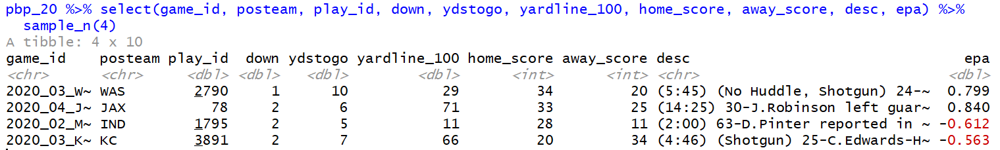 pbp_20 %>% select(game_id, posteam, play_id, down, ydstogo, yardline_100, home_score, away_score, desc, epa) %>%
sample_n(4)
A tibble: 4 x 10
game_id posteam play_id down ydstogo yardline_100 home_score away_score desc epa
<chr> <chr> <dbl> <dbl> <dbl> <dbl> <int> <int> <chr> <dbl>
2020_03_W~ WAS 2790 1 10 29 34 20 (5:45) (No Huddle, Shotgun) 24-~ 0.799
2020_04_J~ JAX 78 2 6 71 33 25 (14:25) 30-J.Robinson left guar~ 0.840
2020_02_M~ IND 1795 2 5 11 28 11 (2:00) 63-D.Pinter reported in ~ -0.612
2020_03_K~ KC 3891 2 7 66 20 34 (4:46) (Shotgun) 25-C.Edwards-H~ -0.563